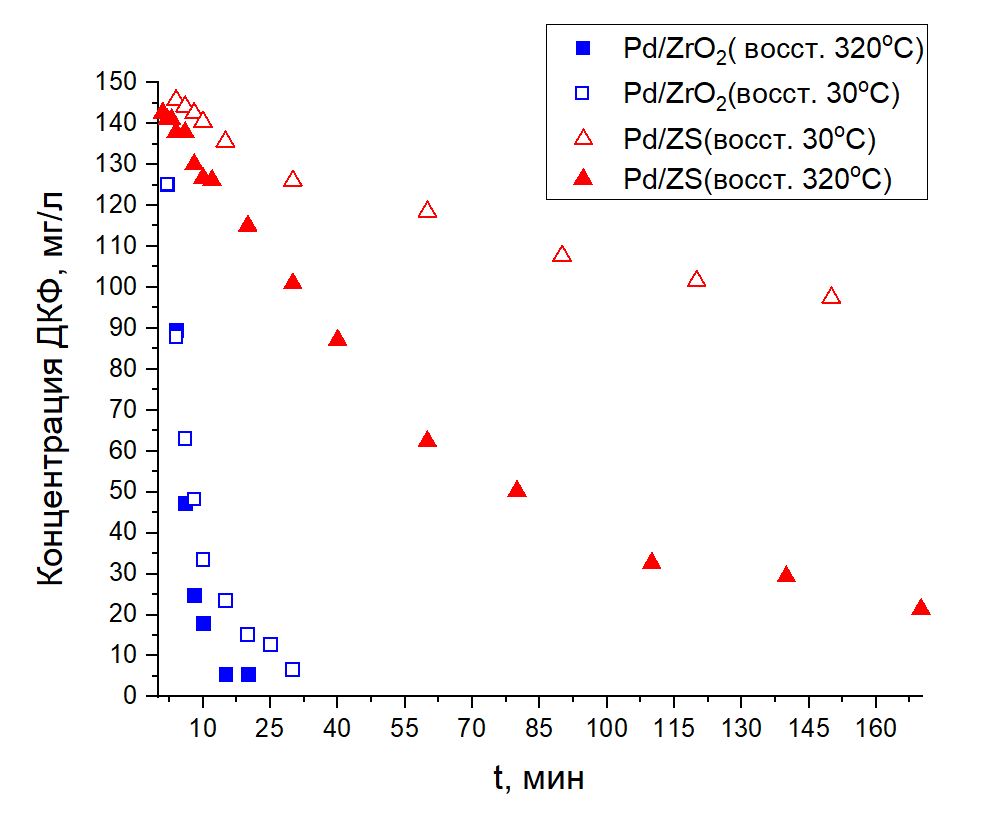 Pd/ZrO₂( восст. 320°C)
Pd/ZrO₂(восст. 30°C)
Pd/ZS(восст. 30°C)
Pd/ZS(восст. 320°C)
Концентрация ДКФ, мг/л
150
140
130
120
110
100
90
80
70
60
50
40
30
20
10
0
10 25 40 55 70 85 100 115 130 145 160
t, мин